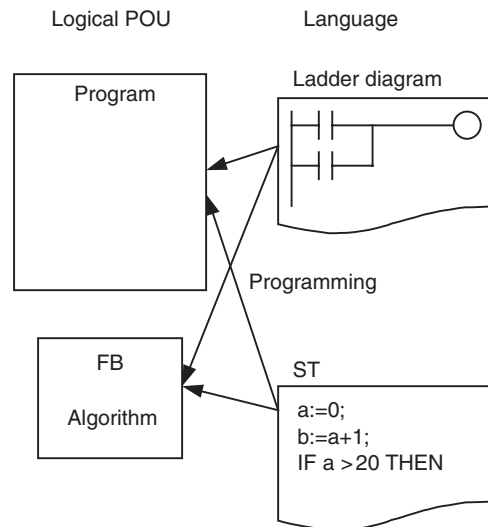 Logical POU
Language
Program
Ladder diagram
Programming
FB
Algorithm
ST
a:=0;
b:=a+1;
IF a >20 THEN